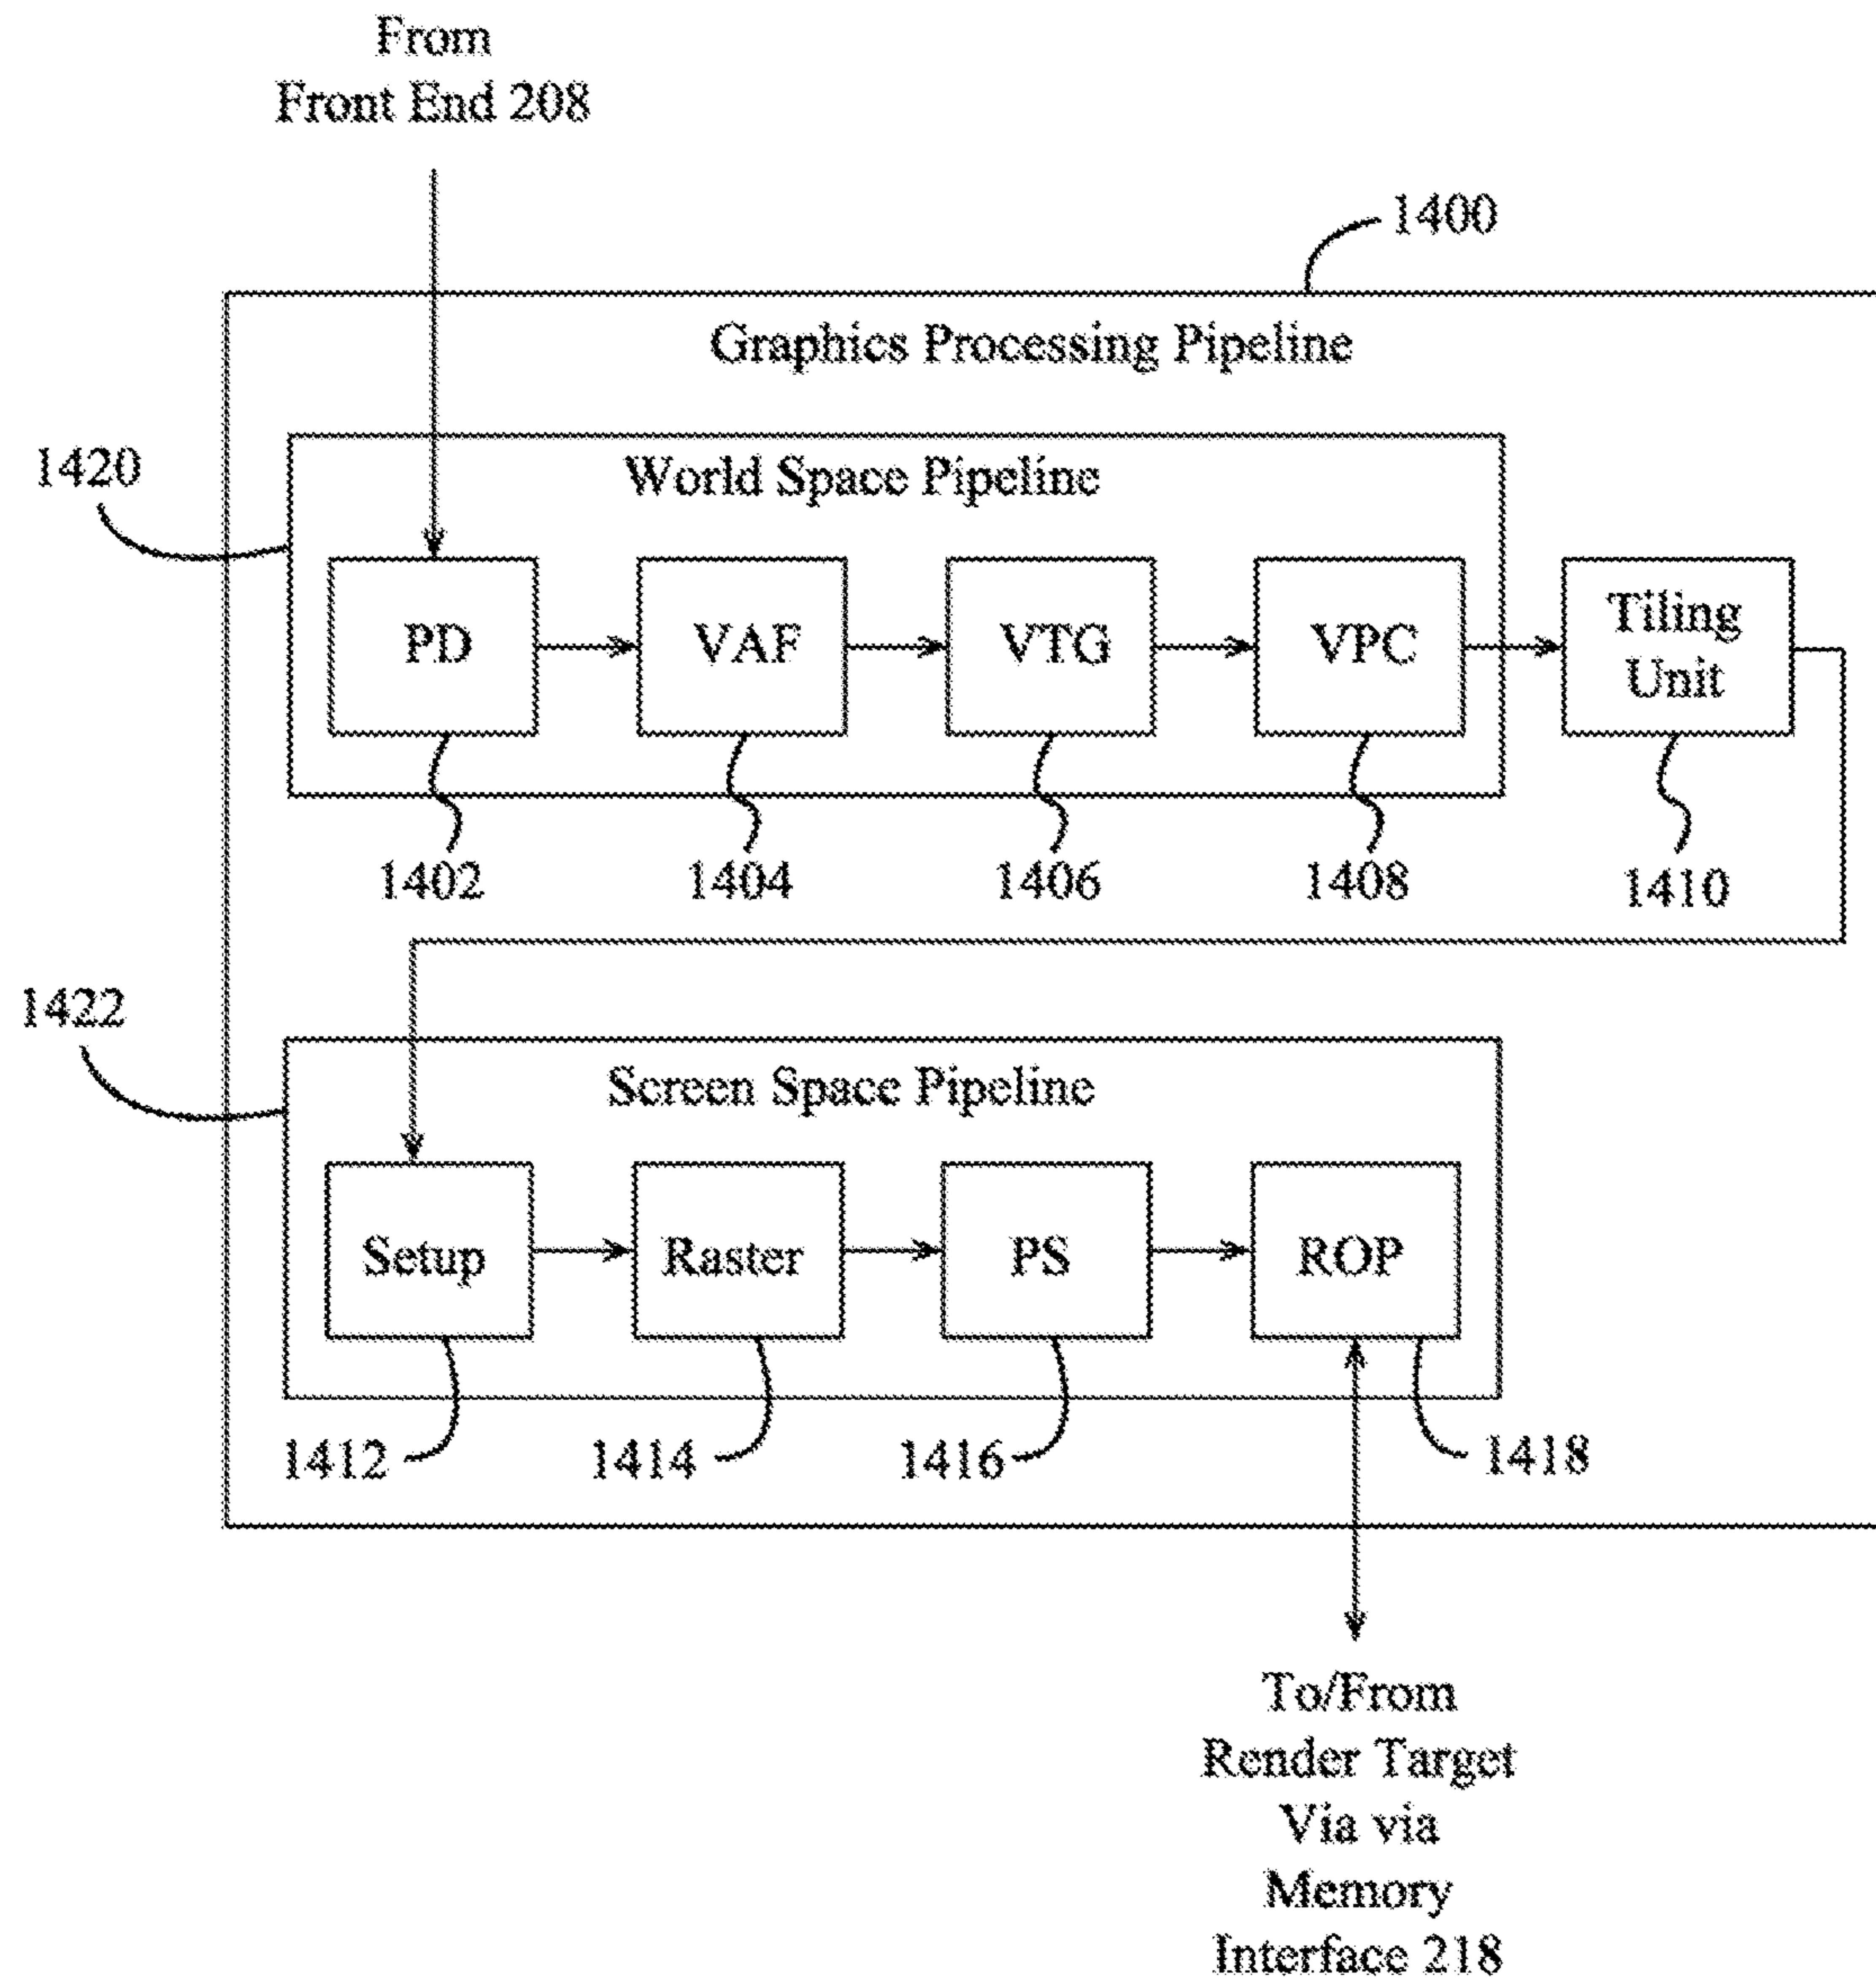 From
Front End 208
1400
Graphics Processing Pipeline
1420
World Space Pipeline
PD
VAF
VTG
VPC
Tiling
Unit
1402
1404
1406
1408
1410
1422
Screen Space Pipeline
Setup
Raster
PS
ROP
1412
1414
1416
1418
To/From
Render Target
Via via
Memory
Interface 218